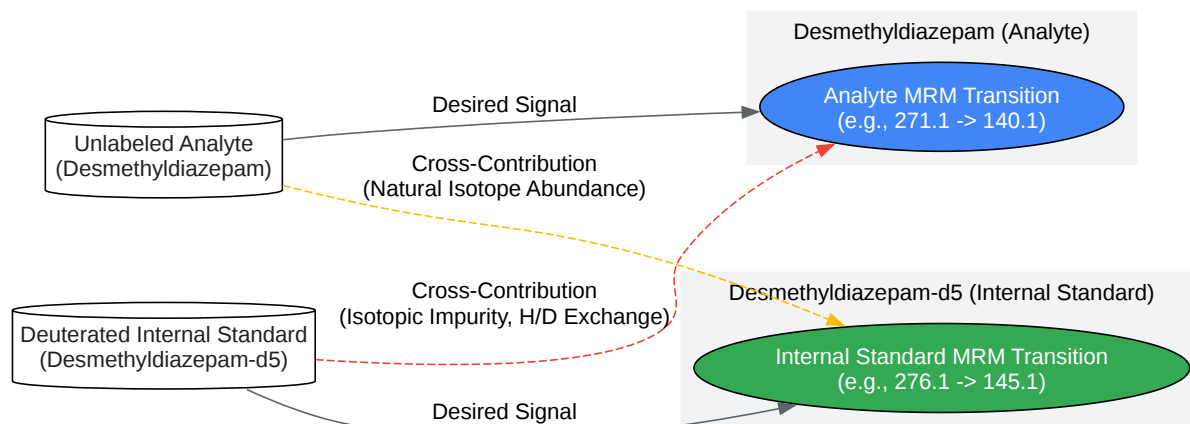 Desmethyldiazepam (Analyte)
Analyte MRM Transition
(e.g., 271.1 -> 140.1)
Desired Signal
Unlabeled Analyte
(Desmethyldiazepam)
Cross-Contribution
(Natural Isotope Abundance)
Cross-Contribution
(Isotopic Impurity, H/D Exchange)
Desmethyldiazepam-d5 (Internal Standard)
Deuterated Internal Standard
(Desmethyldiazepam-d5)
Internal Standard MRM Transition
(e.g., 276.1 -> 145.1)
Desired Signal